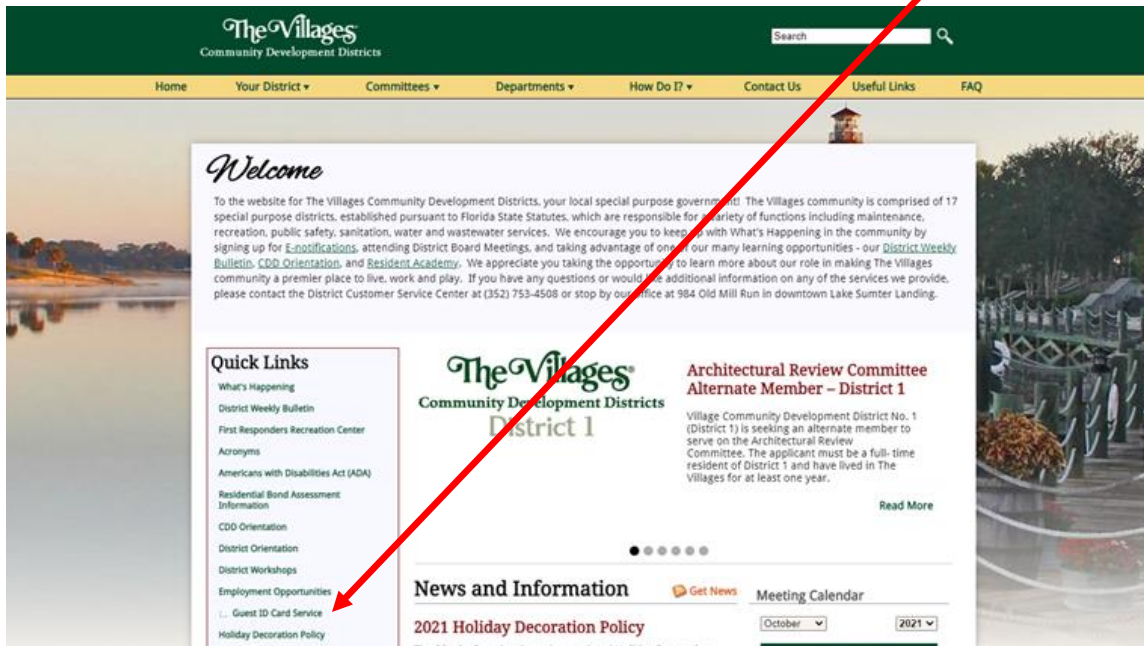 The Villages
Community Development Districts
Search
Home Your District Committees Departments How Do I? Contact Us Useful Links FAQ
Welcome
To the website for The Villages Community Development Districts, your local special purpose government! The Villages community is comprised of 17
special purpose districts, established pursuant to Florida State Statutes, which are responsible for a variety of functions including maintenance,
recreation, public safety, sanitation, water and wastewater services. We encourage you to keep up with What's Happening in the community by
signing up for E-notifications, attending District Board Meetings, and taking advantage of one of our many learning opportunities - our District Weekly
Bulletin, CDD Orientation, and Resident Academy. We appreciate you taking the opportunity to learn more about our role in making The Villages
community a premier place to live, work and play. If you have any questions or would like additional information on any of the services we provide,
please contact the District Customer Service Center at (352) 753-4508 or stop by our office at 984 Old Mill Run in downtown Lake Sumter Landing.
Quick Links
What's Happening
District Weekly Bulletin
First Responders Recreation Center
Acronyms
Americans with Disabilities Act (ADA)
Residential Bond Assessment
Information
CDD Orientation
District Orientation
District Workshops
Employment Opportunities
Guest ID Card Service
Holiday Decoration Policy
The Villages®
Community Development Districts
District 1
Architectural Review Committee
Alternate Member – District 1
Village Community Development District No. 1
(District 1) is seeking an alternate member to
serve on the Architectural Review
Committee. The applicant must be a full- time
resident of District 1 and have lived in The
Villages for at least one year.
Read More
News and Information
Get News
2021 Holiday Decoration Policy
Meeting Calendar
October 2021